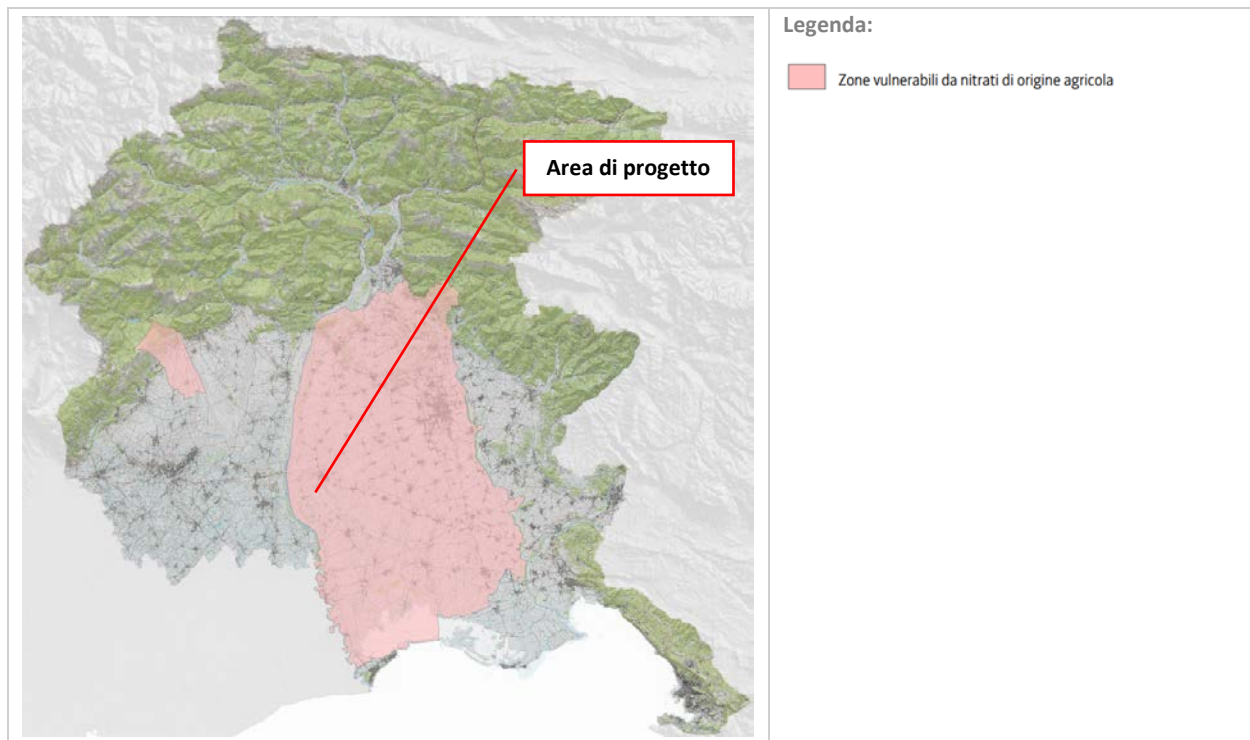 Legenda:
Zone vulnerabili da nitrati di origine agricola
Area di progetto